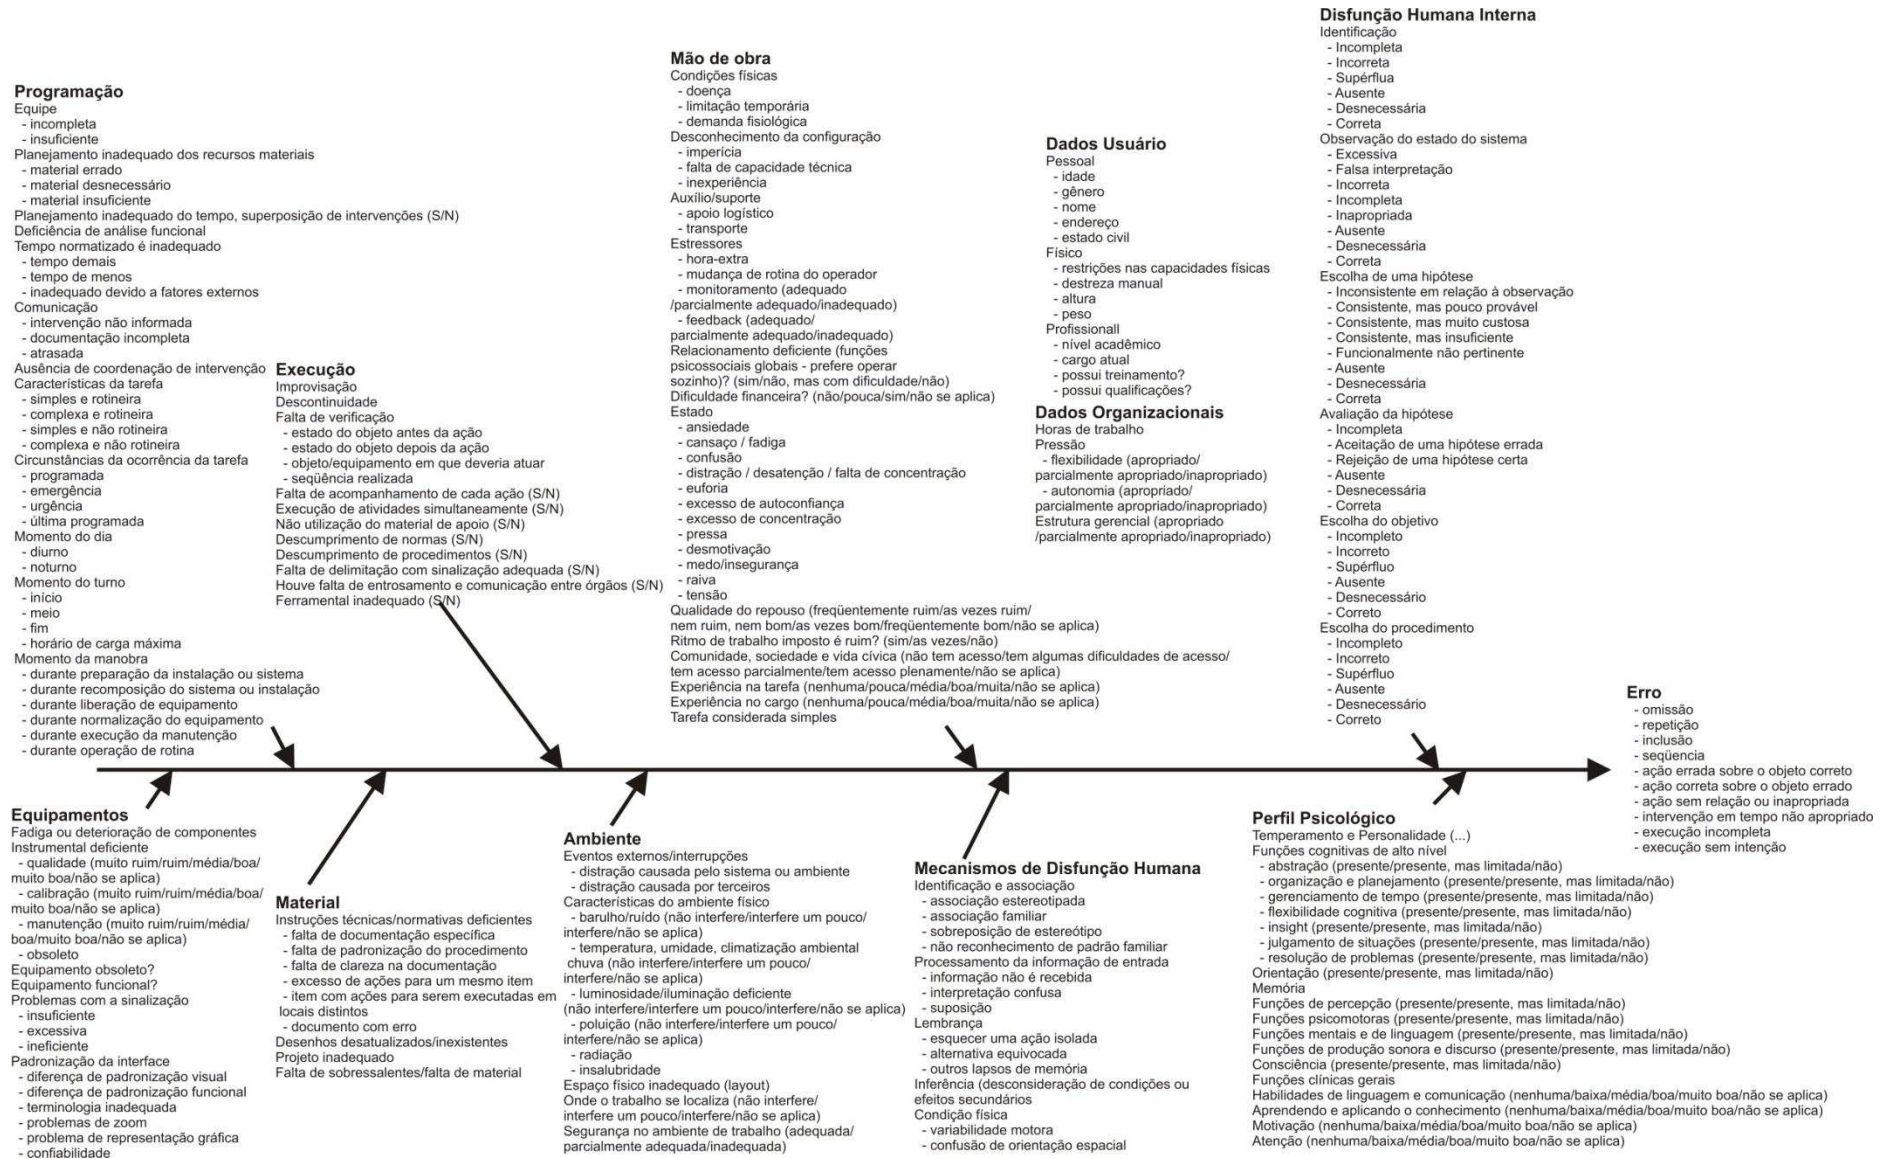 Programação
Equipe
- incompleta
- insuficiente
Planejamento inadequado dos recursos materiais
- material errado
- material desnecessário
- material insuficiente
Planejamento inadequado do tempo, superposição de intervenções (S/N)
Deficiência de análise funcional
Tempo normatizado é inadequado
- tempo demais
- tempo de menos
- inadequado devido a fatores externos
Comunicação
- intervenção não informada
- documentação incompleta
- atrasada
Ausência de coordenação de intervenção
Características da tarefa
- simples e rotineira
- complexa e rotineira
- simples e não rotineira
- complexa e não rotineira
Circunstâncias da ocorrência da tarefa
- programada
- emergência
- urgência
- última programada
Momento do dia
- diurno
- noturno
Momento do turno
- início
- meio
- fim
- horário de carga máxima
Momento da manobra
- durante preparação da instalação ou sistema
- durante recomposição do sistema ou instalação
- durante liberação de equipamento
- durante normalização do equipamento
- durante execução da manutenção
- durante operação de rotina
Execução
Improvisação
Descontinuidade
Falta de verificação
- estado do objeto antes da ação
- estado do objeto depois da ação
- objeto/equipamento em que deveria atuar
- seqüência realizada
Falta de acompanhamento de cada ação (S/N)
Execução de atividades simultaneamente (S/N)
Não utilização do material de apoio (S/N)
Descumprimento de normas (S/N)
Descumprimento de procedimentos (S/N)
Falta de delimitação com sinalização adequada (S/N)
Houve falta de entrosamento e comunicação entre órgãos (S/N)
Ferramental inadequado (S/N)
Mão de obra
Condições físicas
- doença
- limitação temporária
- demanda fisiológica
Desconhecimento da configuração
- imperícia
- falta de capacidade técnica
- inexperiência
Auxílio/suporte
- apoio logístico
- transporte
Estressores
- hora-extra
- mudança de rotina do operador
- monitoramento (adequado
/parcialmente adequado/inadequado)
- feedback (adequado/
parcialmente adequado/inadequado)
Relacionamento deficiente (funções
psicossociais globais - prefere operar
sozinho)? (sim/não, mas com dificuldade/não)
Dificuldade financeira? (não/pouca/sim/não se aplica)
Estado
- ansiedade
- cansaço / fadiga
- confusão
- distração / desatenção / falta de concentração
- euforia
- excesso de autoconfiança
- excesso de concentração
- pressa
- desmotivação
- medo/insegurança
- raiva
- tensão
Qualidade do repouso (freqüentemente ruim/as vezes ruim/
nem ruim, nem bom/as vezes bom/freqüentemente bom/não se aplica)
Ritmo de trabalho imposto é ruim? (sim/as vezes/não)
Comunidade, sociedade e vida cívica (não tem acesso/tem algumas dificuldades de acesso/
tem acesso parcialmente/tem acesso plenamente/não se aplica)
Experiência na tarefa (nenhuma/pouca/média/boa/muita/não se aplica)
Experiência no cargo (nenhuma/pouca/média/boa/muita/não se aplica)
Tarefa considerada simples
Dados Usuário
Pessoal
- idade
- gênero
- nome
- endereço
- estado civil
Físico
- restrições nas capacidades físicas
- destreza manual
- altura
- peso
Profissionall
- nível acadêmico
- cargo atual
- possui treinamento?
- possui qualificações?
Dados Organizacionais
Horas de trabalho
Pressão
- flexibilidade (apropriado/
parcialmente apropriado/inapropriado)
- autonomia (apropriado/
parcialmente apropriado/inapropriado)
Estrutura gerencial (apropriado
/parcialmente apropriado/inapropriado)
Disfunção Humana Interna
Identificação
- Incompleta
- Incorreta
- Supérflua
- Ausente
- Desnecessária
- Correta
Observação do estado do sistema
- Excessiva
- Falsa interpretação
- Incorreta
- Incompleta
- Inapropriada
- Ausente
- Desnecessária
- Correta
Escolha de uma hipótese
- Inconsistente em relação à observação
- Consistente, mas pouco provável
- Consistente, mas muito custosa
- Consistente, mas insuficiente
- Funcionalmente não pertinente
- Ausente
- Desnecessária
- Correta
Avaliação da hipótese
- Incompleta
- Aceitação de uma hipótese errada
- Rejeição de uma hipótese certa
- Ausente
- Desnecessária
- Correta
Escolha do objetivo
- Incompleto
- Incorreto
- Supérfluo
- Ausente
- Desnecessário
- Correto
Escolha do procedimento
- Incompleto
- Incorreto
- Supérfluo
- Ausente
- Desnecessário
- Correto
Erro
- omissão
- repetição
- inclusão
- seqüencia
- ação errada sobre o objeto correto
- ação correta sobre o objeto errado
- ação sem relação ou inapropriada
- intervenção em tempo não apropriado
- execução incompleta
- execução sem intenção
Equipamentos
Fadiga ou deterioração de componentes
Instrumental deficiente
- qualidade (muito ruim/ruim/média/boa/
muito boa/não se aplica)
- calibração (muito ruim/ruim/média/boa/
muito boa/não se aplica)
- manutenção (muito ruim/ruim/média/
boa/muito boa/não se aplica)
- obsoleto
Equipamento obsoleto?
Equipamento funcional?
Problemas com a sinalização
- insuficiente
- excessiva
- ineficiente
Padronização da interface
- diferença de padronização visual
- diferença de padronização funcional
- terminologia inadequada
- problemas de zoom
- problema de representação gráfica
- confiabilidade
Material
Instruções técnicas/normativas deficientes
- falta de documentação específica
- falta de padronização do procedimento
- falta de clareza na documentação
- excesso de ações para um mesmo item
- item com ações para serem executadas em
locais distintos
- documento com erro
Desenhos desatualizados/inexistentes
Projeto inadequado
Falta de sobressalentes/falta de material
Ambiente
Eventos externos/interrupções
- distração causada pelo sistema ou ambiente
- distração causada por terceiros
Características do ambiente físico
- barulho/ruído (não interfere/interfere um pouco/
interfere/não se aplica)
- temperatura, umidade, climatização ambiental
chuva (não interfere/interfere um pouco/
interfere/não se aplica)
- luminosidade/iluminação deficiente
(não interfere/interfere um pouco/interfere/não se aplica)
- poluição (não interfere/interfere um pouco/
interfere/não se aplica)
- radiação
- insalubridade
Espaço físico inadequado (layout)
Onde o trabalho se localiza (não interfere/
interfere um pouco/interfere/não se aplica)
Segurança no ambiente de trabalho (adequada/
parcialmente adequada/inadequada)
Mecanismos de Disfunção Humana
Identificação e associação
- associação estereotipada
- associação familiar
- sobreposição de estereótipo
- não reconhecimento de padrão familiar
Processamento da informação de entrada
- informação não é recebida
- interpretação confusa
- suposição
Lembrança
- esquecer uma ação isolada
- alternativa equivocada
- outros lapsos de memória
Inferência (desconsideração de condições ou
efeitos secundários
Condição física
- variabilidade motora
- confusão de orientação espacial
Perfil Psicológico
Temperamento e Personalidade (...)
Funções cognitivas de alto nível
- abstração (presente/presente, mas limitada/não)
- organização e planejamento (presente/presente, mas limitada/não)
- gerenciamento de tempo (presente/presente, mas limitada/não)
- flexibilidade cognitiva (presente/presente, mas limitada/não)
- insight (presente/presente, mas limitada/não)
- julgamento de situações (presente/presente, mas limitada/não)
- resolução de problemas (presente/presente, mas limitada/não)
Orientação (presente/presente, mas limitada/não)
Memória
Funções de percepção (presente/presente, mas limitada/não)
Funções psicomotoras (presente/presente, mas limitada/não)
Funções mentais e de linguagem (presente/presente, mas limitada/não)
Funções de produção sonora e discurso (presente/presente, mas limitada/não)
Consciência (presente/presente, mas limitada/não)
Funções clínicas gerais
Habilidades de linguagem e comunicação (nenhuma/baixa/média/boa/muito boa/não se aplica)
Aprendendo e aplicando o conhecimento (nenhuma/baixa/média/boa/muito boa/não se aplica)
Motivação (nenhuma/baixa/média/boa/muito boa/não se aplica)
Atenção (nenhuma/baixa/média/boa/muito boa/não se aplica)